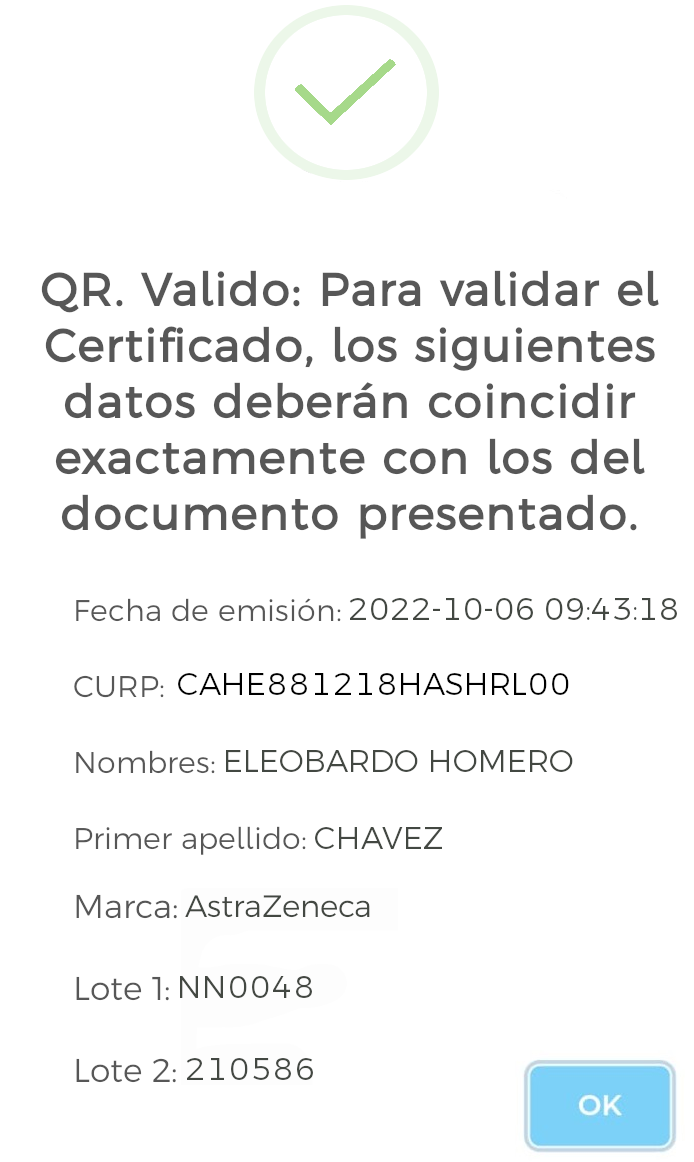 QR. Valido: Para validar el
Certificado, los siguientes
datos deberán coincidir
exactamente con los del
documento presentado.
Fecha de emisión: 2022-10-06 09:43:18
CURP: CAHE881218HASHRL00
Nombres: ELEOBARDO HOMERO
Primer apellido: CHAVEZ
Marca: AstraZeneca
Lote 1: NN0048
Lote 2: 210586
OK